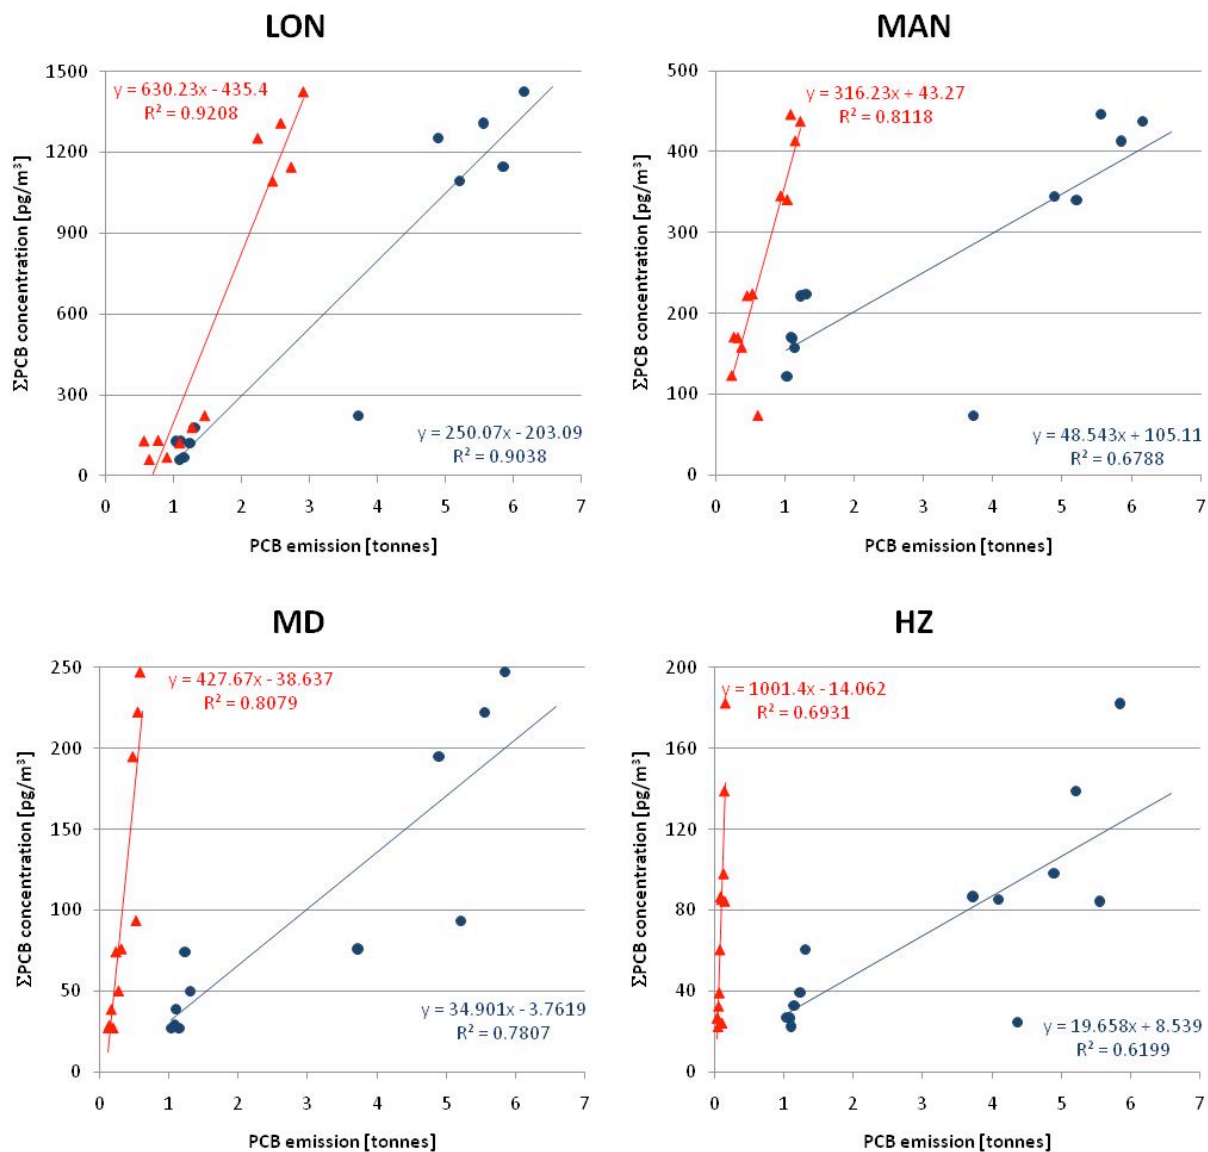 LON
1500
1200
900
600
300
0
ΣPCB concentration [pg/m³]
y = 630.23x - 435.4
R² = 0.9208
y = 250.07x - 203.09
R² = 0.9038
0 1 2 3 4 5 6 7
PCB emission [tonnes]
MAN
500
400
300
200
100
0
ΣPCB concentration [pg/m³]
y = 316.23x + 43.27
R² = 0.8118
y = 48.543x + 105.11
R² = 0.6788
0 1 2 3 4 5 6 7
PCB emission [tonnes]
MD
250
200
150
100
50
0
ΣPCB concentration [pg/m³]
y = 427.67x - 38.637
R² = 0.8079
y = 34.901x - 3.7619
R² = 0.7807
0 1 2 3 4 5 6 7
PCB emission [tonnes]
HZ
200
160
120
80
40
0
ΣPCB concentration [pg/m³]
y = 1001.4x - 14.062
R² = 0.6931
y = 19.658x + 8.539
R² = 0.6199
0 1 2 3 4 5 6 7
PCB emission [tonnes]